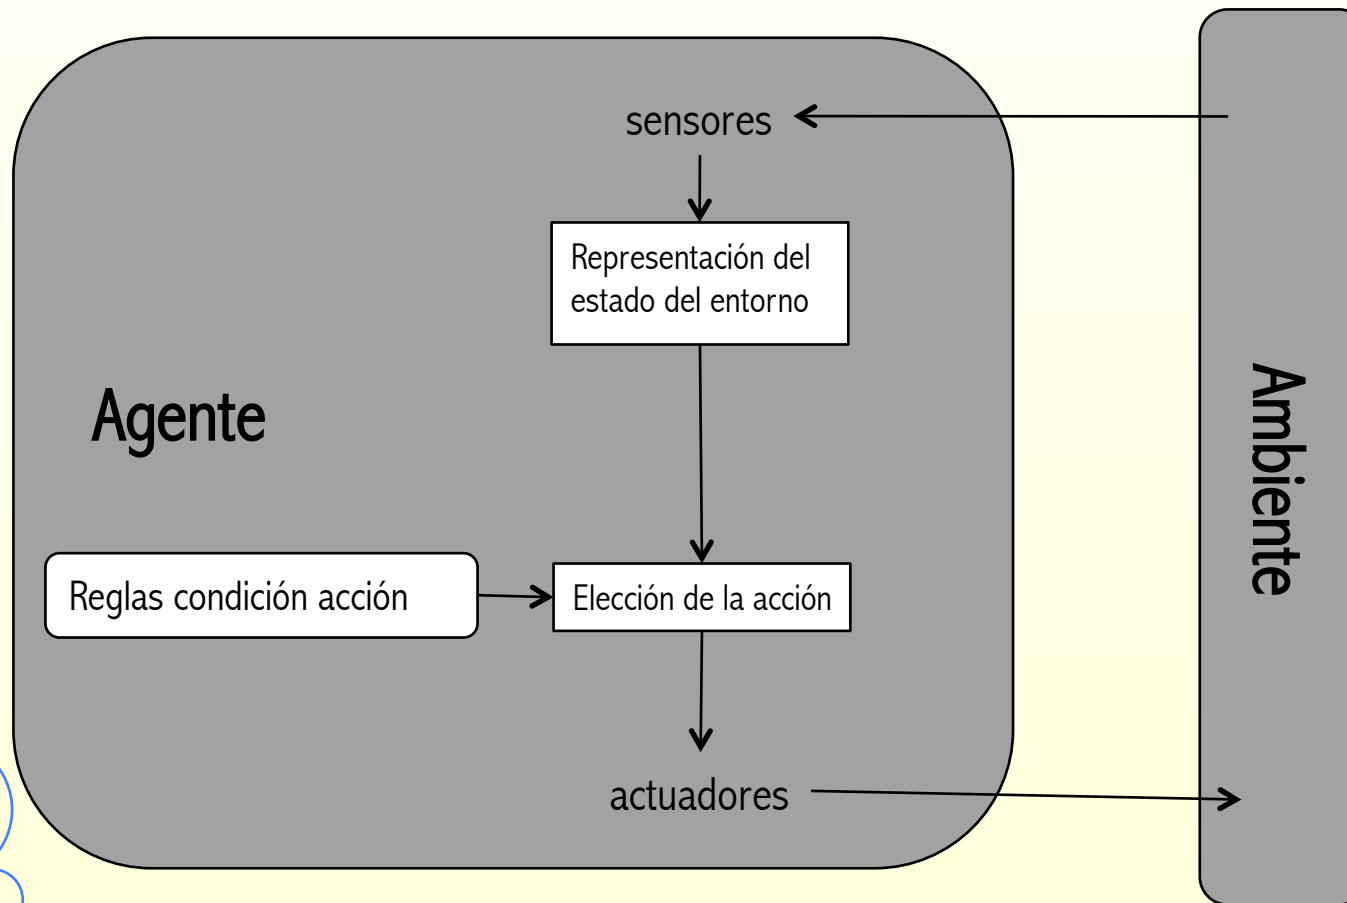 sensores
Representación del
estado del entorno
Agente
Ambiente
Reglas condición acción
Elección de la acción
actuadores